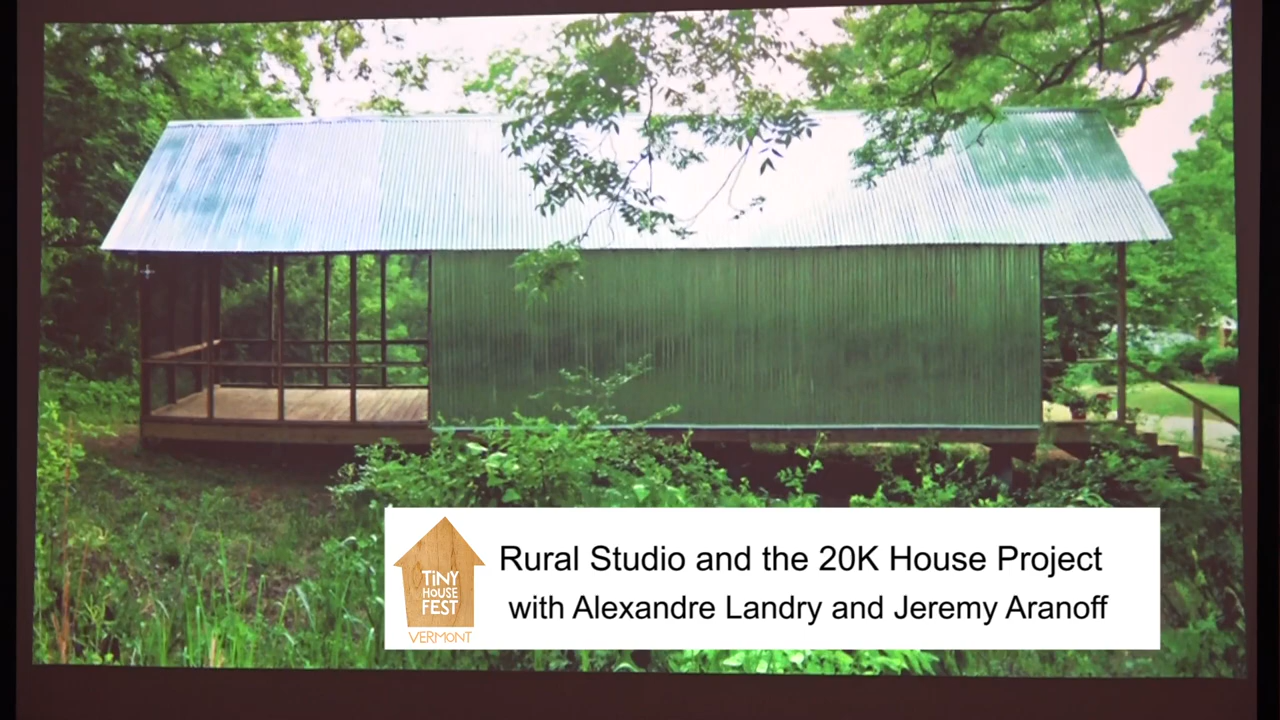 TiNY
HOUSE
FEST
VERMONT
Rural Studio and the 20K House Project
with Alexandre Landry and Jeremy Aranoff